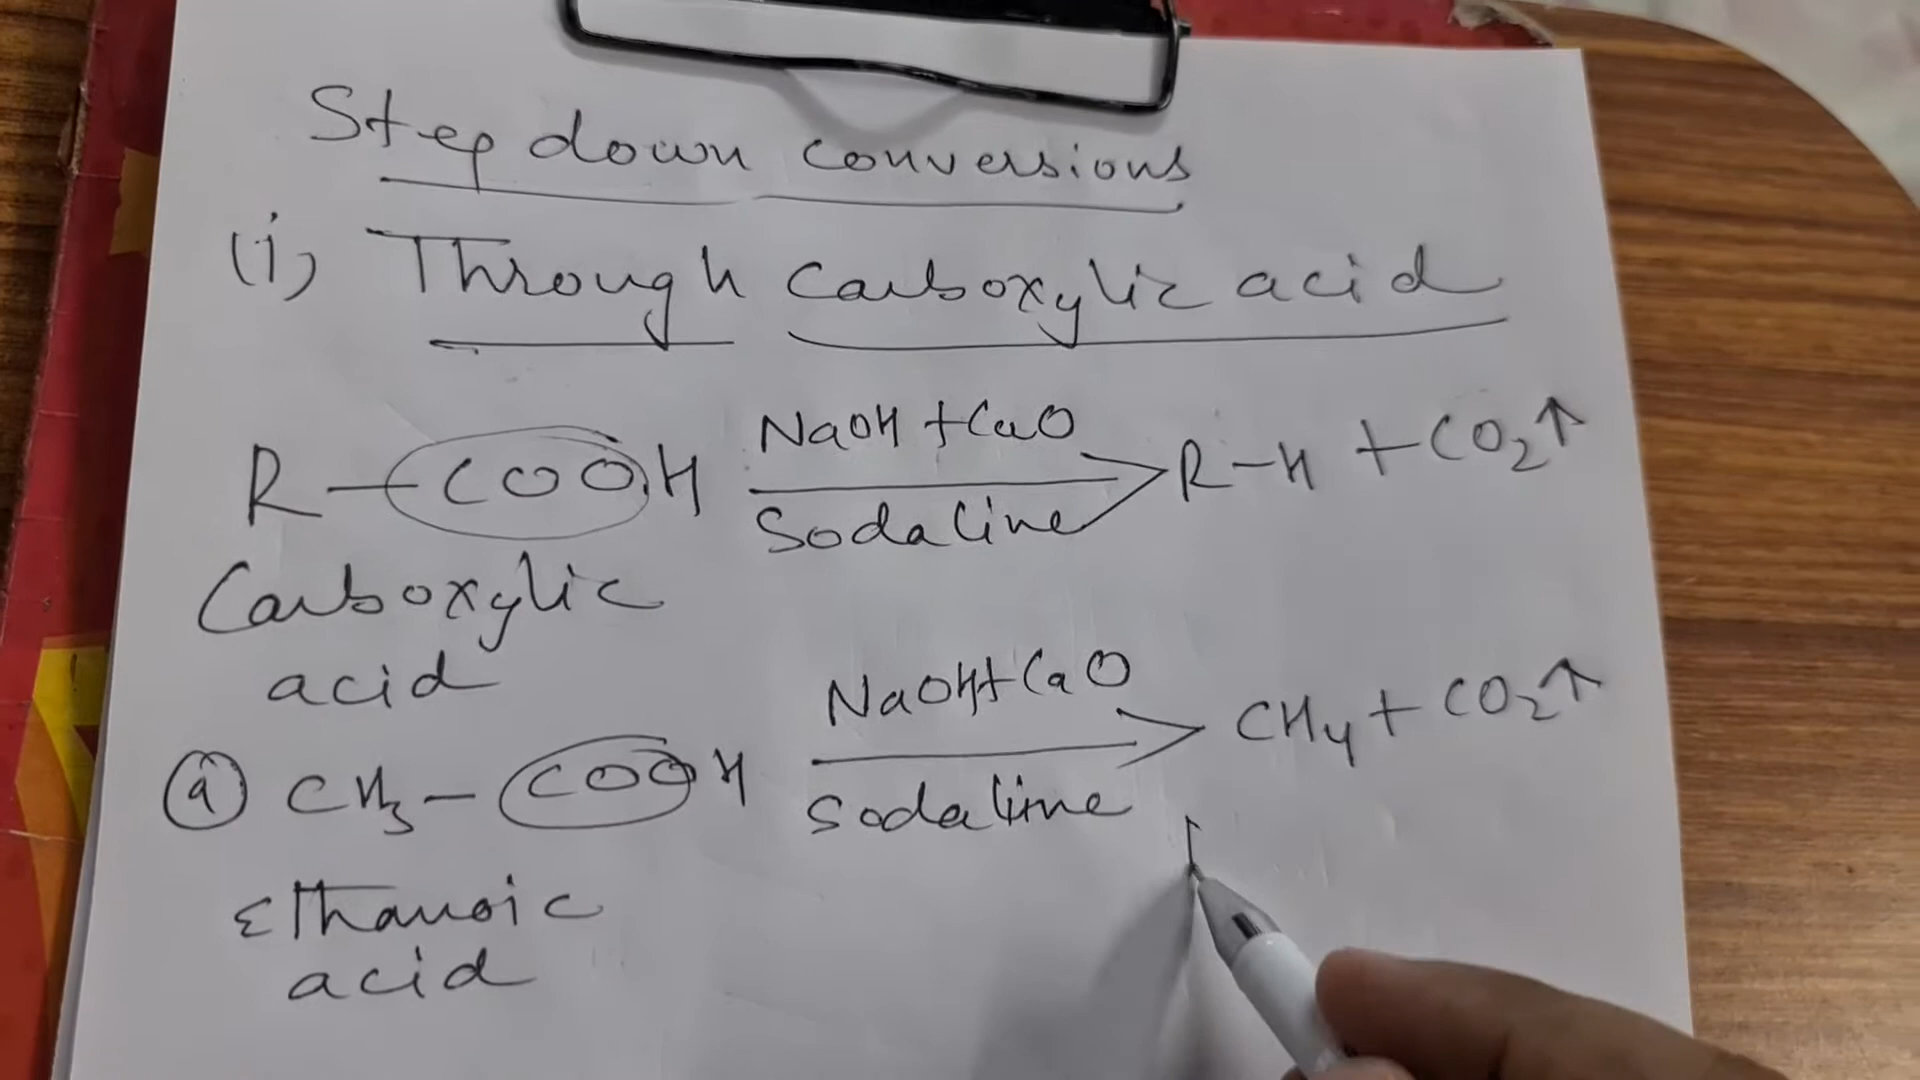 Step down conversions
(i) Through Carboxylic acid
R-COOH NaOH+CaO Sodalime R-H + CO2↑
Carboxylic
acid
(a) CH3-COOH NaOH+CaO Sodalime CH4+CO2↑
Ethanoic
acid